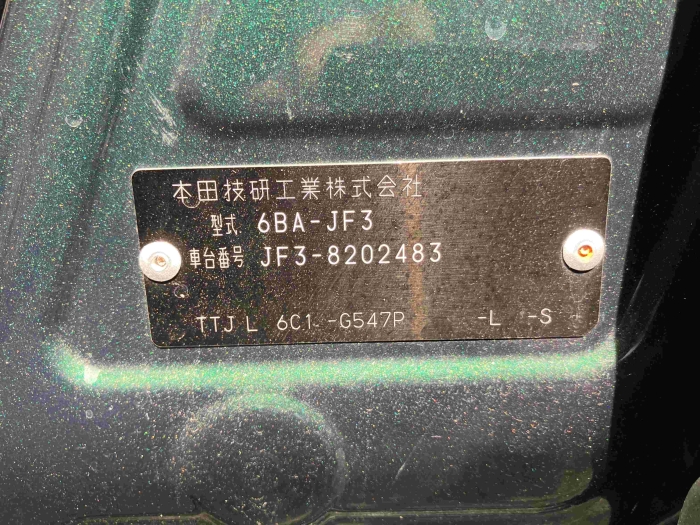 本田技研工業株式会社
型式 6BA-JF3
車台番号 JF3-8202483
TTJ L 6C1 -G547P -L -S